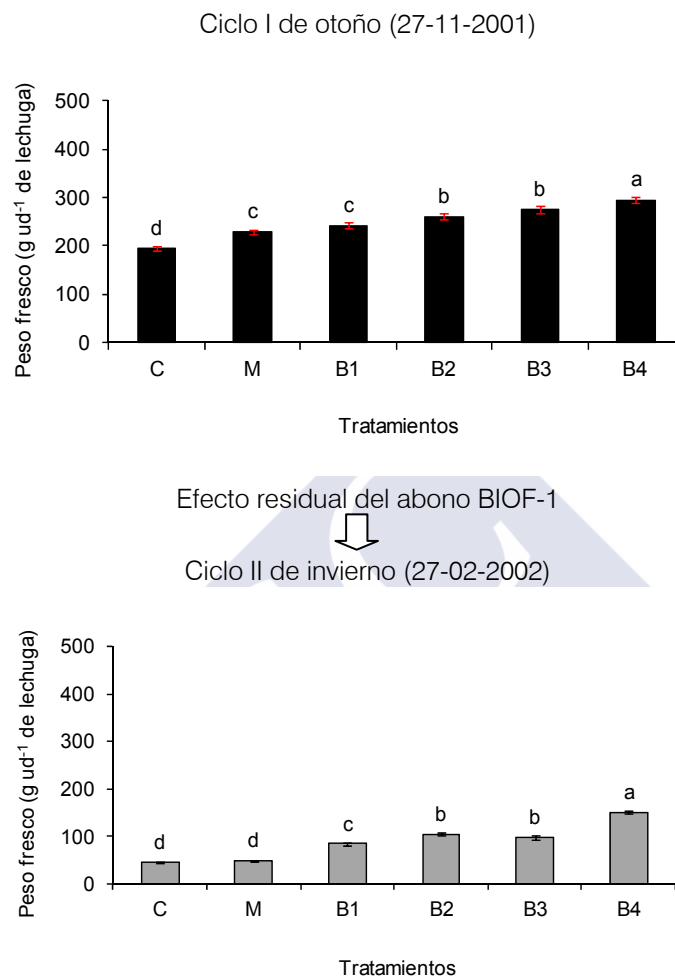 Ciclo I de otoño (27-11-2001)
Peso fresco (g ud⁻¹ de lechuga)
500
400
300
200
100
0
d c c b b a
C M B1 B2 B3 B4
Tratamientos
Efecto residual del abono BIOF-1
Ciclo II de invierno (27-02-2002)
Peso fresco (g ud⁻¹ de lechuga)
500
400
300
200
100
0
d d c b b a
C M B1 B2 B3 B4
Tratamientos